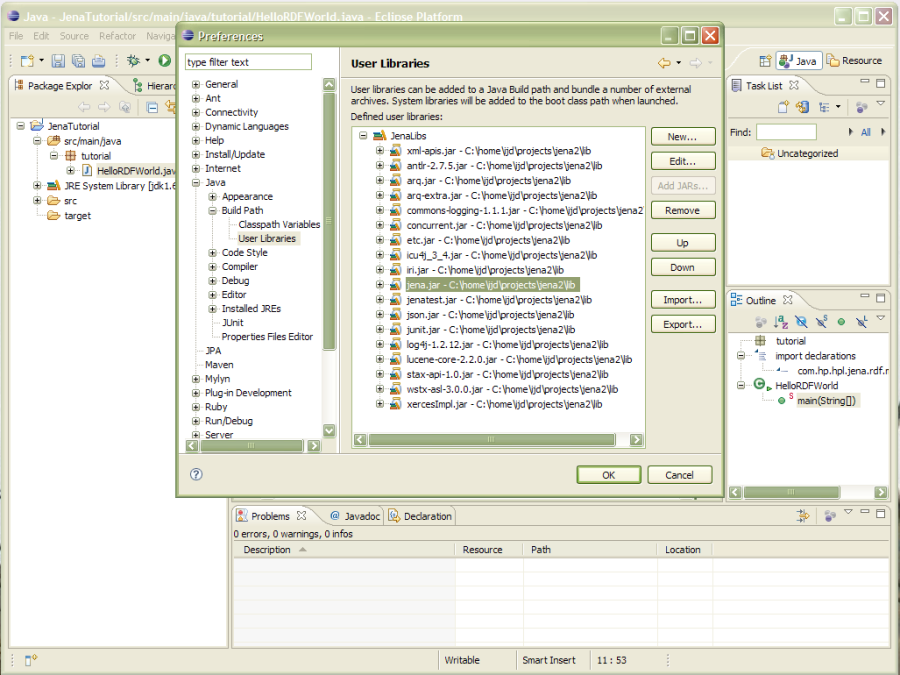 Java - JenaTutorial/src/main/java/tutorial/HelloRDFWorld.java - Eclipse Platform
File Edit Source Refactor Naviga
Java
Resource
Package Explor
Hierar
JenaTutorial
src/main/java
tutorial
HelloRDFWorld.jav
JRE System Library [jdk1.6
src
target
Preferences
type filter text
General
Ant
Connectivity
Dynamic Languages
Help
Install/Update
Internet
Java
Appearance
Build Path
Classpath Variables
User Libraries
Code Style
Compiler
Debug
Editor
Installed JREs
JUnit
Properties Files Editor
JPA
Maven
Mylyn
Plug-in Development
Ruby
Run/Debug
Server
User Libraries
User libraries can be added to a Java Build path and bundle a number of external
archives. System libraries will be added to the boot class path when launched.
Defined user libraries:
JenaLibs
xml-apis.jar - C:\home\ijd\projects\jena2\lib
antlr-2.7.5.jar - C:\home\ijd\projects\jena2\lib
arq.jar - C:\home\ijd\projects\jena2\lib
arq-extra.jar - C:\home\ijd\projects\jena2\lib
commons-logging-1.1.1.jar - C:\home\ijd\projects\jena2
concurrent.jar - C:\home\ijd\projects\jena2\lib
etc.jar - C:\home\ijd\projects\jena2\lib
icu4j_3_4.jar - C:\home\ijd\projects\jena2\lib
iri.jar - C:\home\ijd\projects\jena2\lib
jena.jar - C:\home\ijd\projects\jena2\lib
jenatest.jar - C:\home\ijd\projects\jena2\lib
json.jar - C:\home\ijd\projects\jena2\lib
junit.jar - C:\home\ijd\projects\jena2\lib
log4j-1.2.12.jar - C:\home\ijd\projects\jena2\lib
lucene-core-2.2.0.jar - C:\home\ijd\projects\jena2\lib
stax-api-1.0.jar - C:\home\ijd\projects\jena2\lib
wstx-asl-3.0.0.jar - C:\home\ijd\projects\jena2\lib
xercesImpl.jar - C:\home\ijd\projects\jena2\lib
New...
Edit...
Add JARs...
Remove
Up
Down
Import...
Export...
OK
Cancel
Task List
Find:
All
Uncategorized
Outline
tutorial
import declarations
com.hp.hpl.jena.rdf.r
HelloRDFWorld
main(String[])
Problems
@ Javadoc
Declaration
0 errors, 0 warnings, 0 infos
Description Resource Path Location
Writable Smart Insert 11 : 53